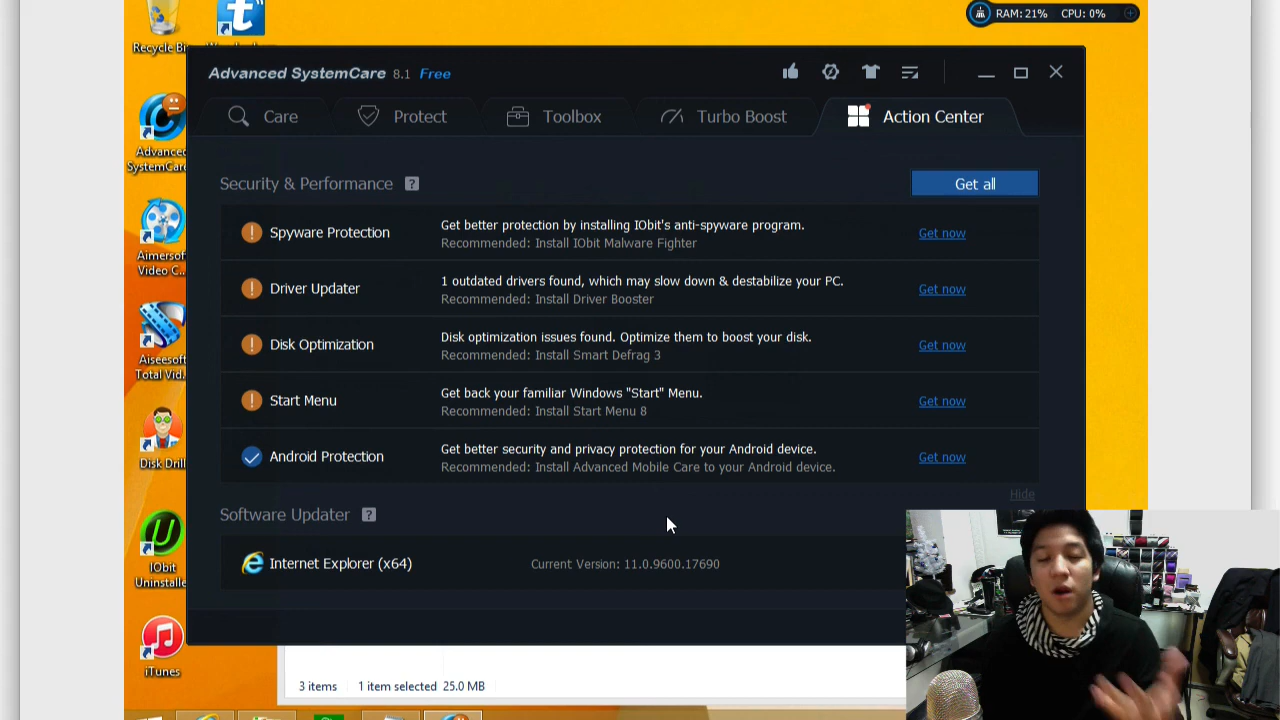 RAM: 21% CPU: 0%
Recycle Bi
Advanced SystemCare 8.1 Free
Care
Protect
Toolbox
Turbo Boost
Action Center
Advanced
SystemCare
Security & Performance ?
Get all
Spyware Protection
Get better protection by installing IObit's anti-spyware program.
Recommended: Install IObit Malware Fighter
Get now
Aimersoft
Video C...
Driver Updater
1 outdated drivers found, which may slow down & destabilize your PC.
Recommended: Install Driver Booster
Get now
Disk Optimization
Disk optimization issues found. Optimize them to boost your disk.
Recommended: Install Smart Defrag 3
Get now
Aiseesoft
Total Vid...
Start Menu
Get back your familiar Windows "Start" Menu.
Recommended: Install Start Menu 8
Get now
Disk Drill
Android Protection
Get better security and privacy protection for your Android device.
Recommended: Install Advanced Mobile Care to your Android device.
Get now
Hide
Software Updater ?
IObit
Uninstalle
Internet Explorer (x64)
Current Version: 11.0.9600.17690
iTunes
3 items
1 item selected 25.0 MB